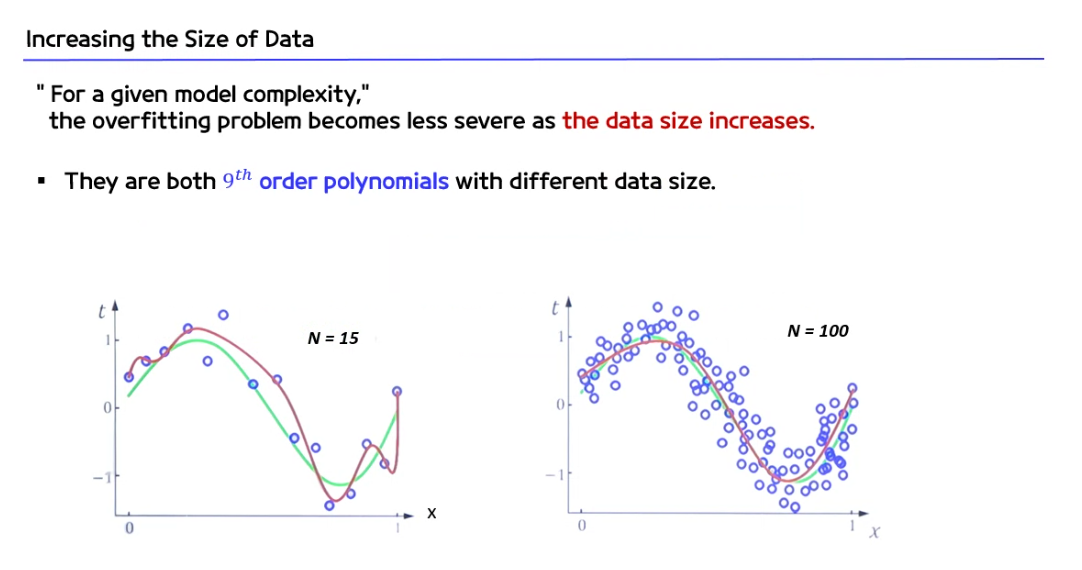 Increasing the Size of Data
" For a given model complexity,"
the overfitting problem becomes less severe as the data size increases.
▪ They are both 9th order polynomials with different data size.
t
1
0
−1
0
1
x
N = 15
t
1
0
−1
0
1
x
N = 100